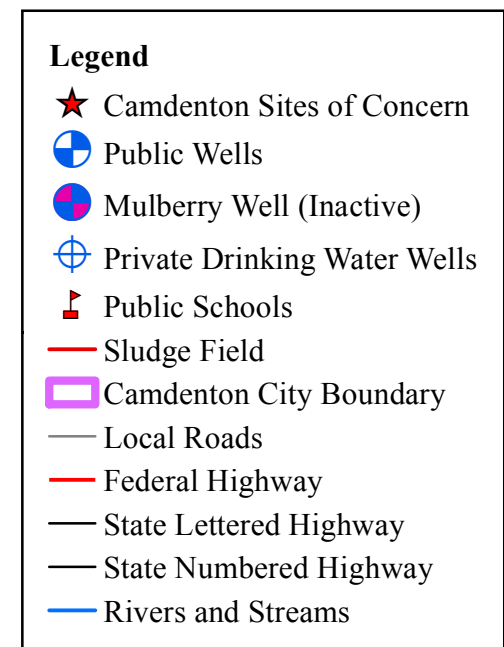 Legend
Camdenton Sites of Concern
Public Wells
Mulberry Well (Inactive)
Private Drinking Water Wells
Public Schools
Sludge Field
Camdenton City Boundary
Local Roads
Federal Highway
State Lettered Highway
State Numbered Highway
Rivers and Streams